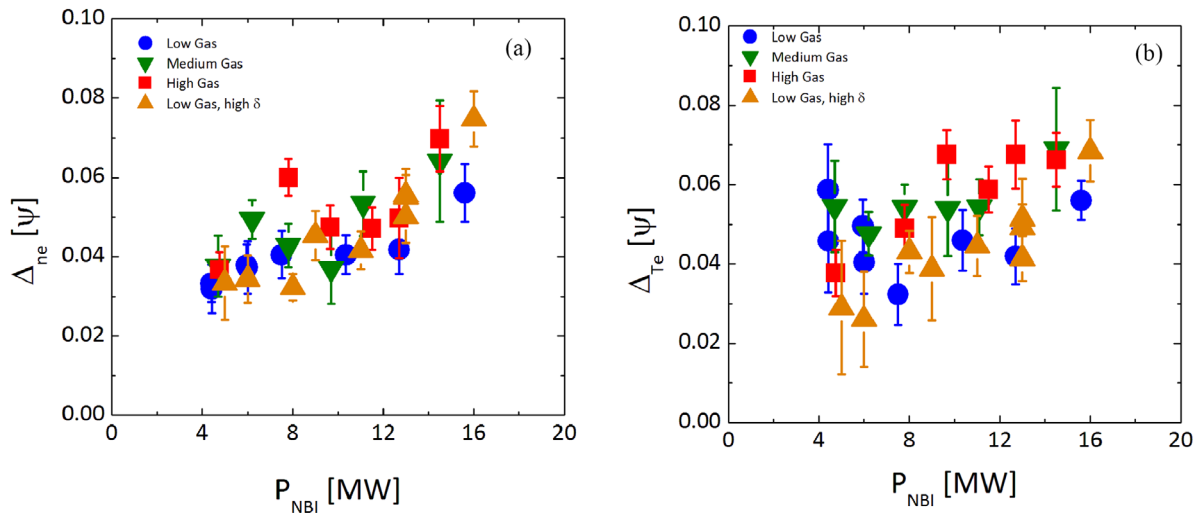 (a)
Low Gas
Medium Gas
High Gas
Low Gas, high δ
0.10
0.08
0.06
0.04
0.02
0.00
0 4 8 12 16 20
Δne [ψ]
PNBI [MW]
(b)
Low Gas
Medium Gas
High Gas
Low Gas, high δ
0.10
0.08
0.06
0.04
0.02
0.00
0 4 8 12 16 20
ΔTe [ψ]
PNBI [MW]